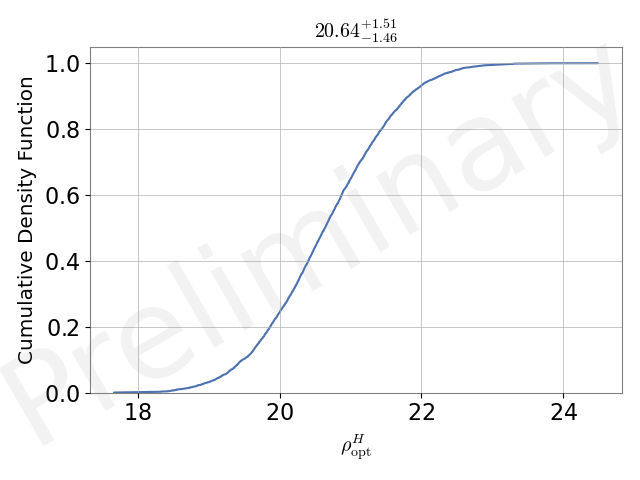 20.64^{+1.51}_{-1.46}
Cumulative Density Function
1.0
0.8
0.6
0.4
0.2
0.0
18 20 22 24
ρ^H_opt
Preliminary